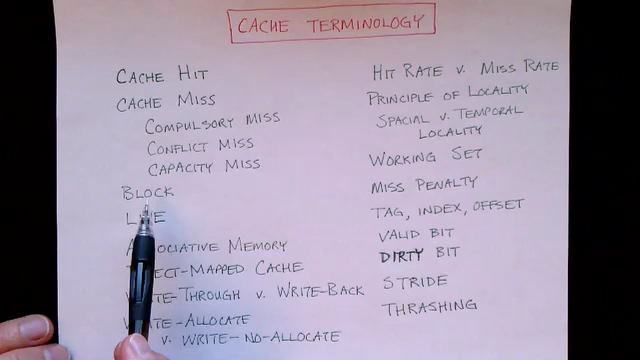 CACHE TERMINOLOGY
CACHE HIT
CACHE MISS
COMPULSORY MISS
CONFLICT MISS
CAPACITY MISS
BLOCK
MEMORY
CACHE
THROUGH V. WRITE-BACK
ALLOCATE
V. WRITE-NO-ALLOCATE
HIT RATE V. MISS RATE
PRINCIPLE OF LOCALITY
SPACIAL V. TEMPORAL
LOCALITY
WORKING SET
MISS PENALTY
TAG, INDEX, OFFSET
VALID BIT
DIRTY BIT
STRIDE
THRASHING